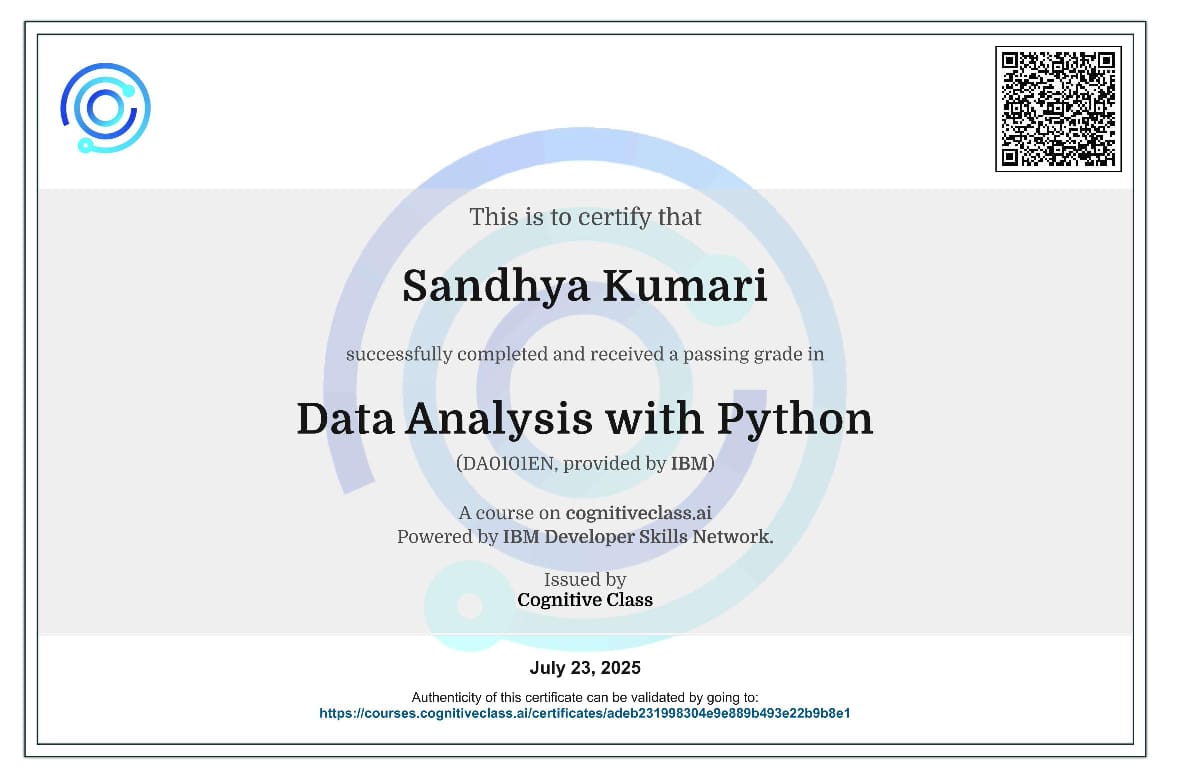 This is to certify that
Sandhya Kumari
successfully completed and received a passing grade in
Data Analysis with Python
(DA0101EN, provided by IBM)
A course on cognitiveclass.ai
Powered by IBM Developer Skills Network.
Issued by
Cognitive Class
July 23, 2025
Authenticity of this certificate can be validated by going to:
https://courses.cognitiveclass.ai/certificates/adeb231998304e9e889b493e22b9b8e1